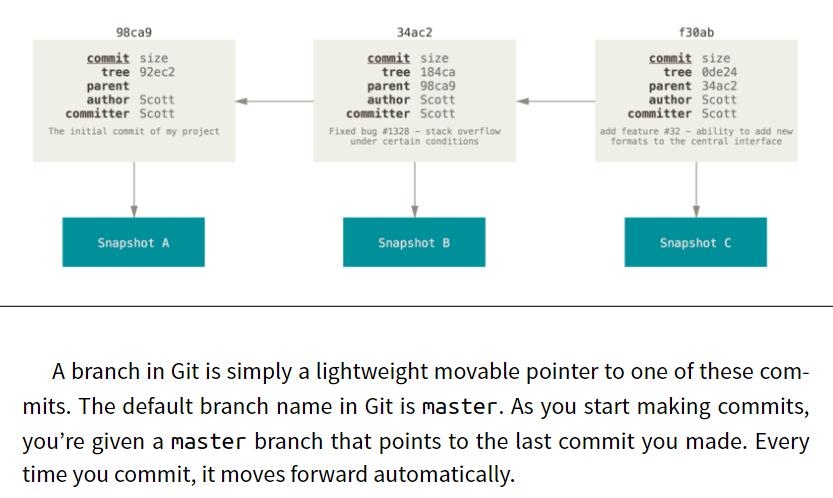 98ca9
commit size
tree 92ec2
parent
author Scott
committer Scott
The initial commit of my project
Snapshot A
34ac2
commit size
tree 184ca
parent 98ca9
author Scott
committer Scott
Fixed bug #1328 – stack overflow
under certain conditions
Snapshot B
f30ab
commit size
tree 0de24
parent 34ac2
author Scott
committer Scott
add feature #32 – ability to add new
formats to the central interface
Snapshot C
A branch in Git is simply a lightweight movable pointer to one of these com-
mits. The default branch name in Git is master. As you start making commits,
you’re given a master branch that points to the last commit you made. Every
time you commit, it moves forward automatically.